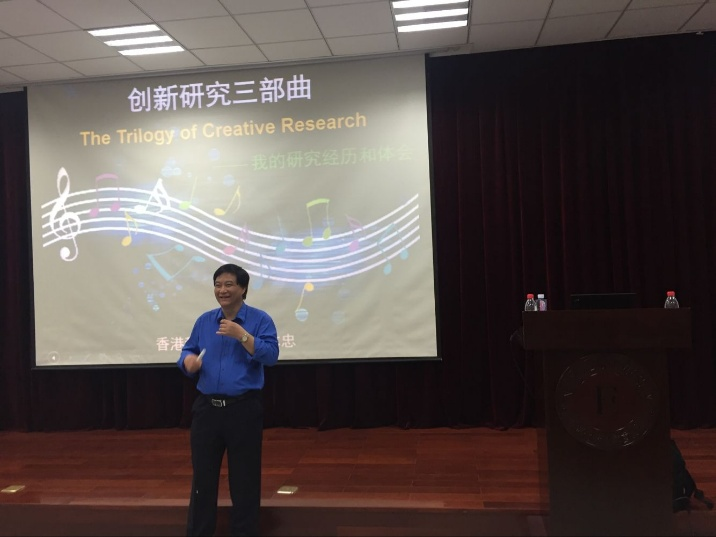 创新研究三部曲
The Trilogy of Creative Research
——我的研究经历和体会
香港
忠